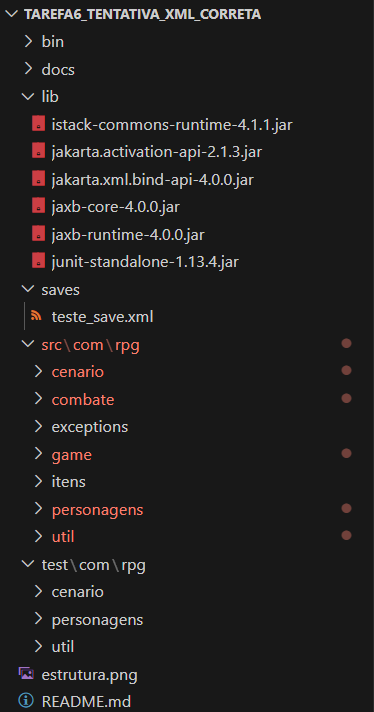 TAREFA6_TENTATIVA_XML_CORRETA
bin
docs
lib
istack-commons-runtime-4.1.1.jar
jakarta.activation-api-2.1.3.jar
jakarta.xml.bind-api-4.0.0.jar
jaxb-core-4.0.0.jar
jaxb-runtime-4.0.0.jar
junit-standalone-1.13.4.jar
saves
teste_save.xml
src\com\rpg
cenario
combate
exceptions
game
itens
personagens
util
test\com\rpg
cenario
personagens
util
estrutura.png
README.md